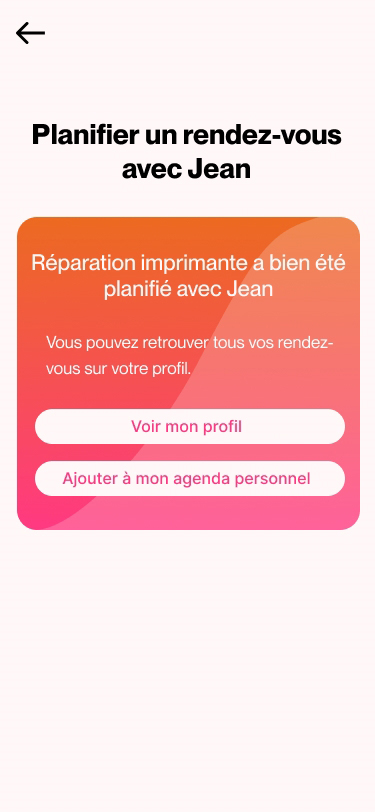 Planifier un rendez-vous
avec Jean
Réparation imprimante a bien été
planifié avec Jean
Vous pouvez retrouver tous vos rendez-
vous sur votre profil.
Voir mon profil
Ajouter à mon agenda personnel